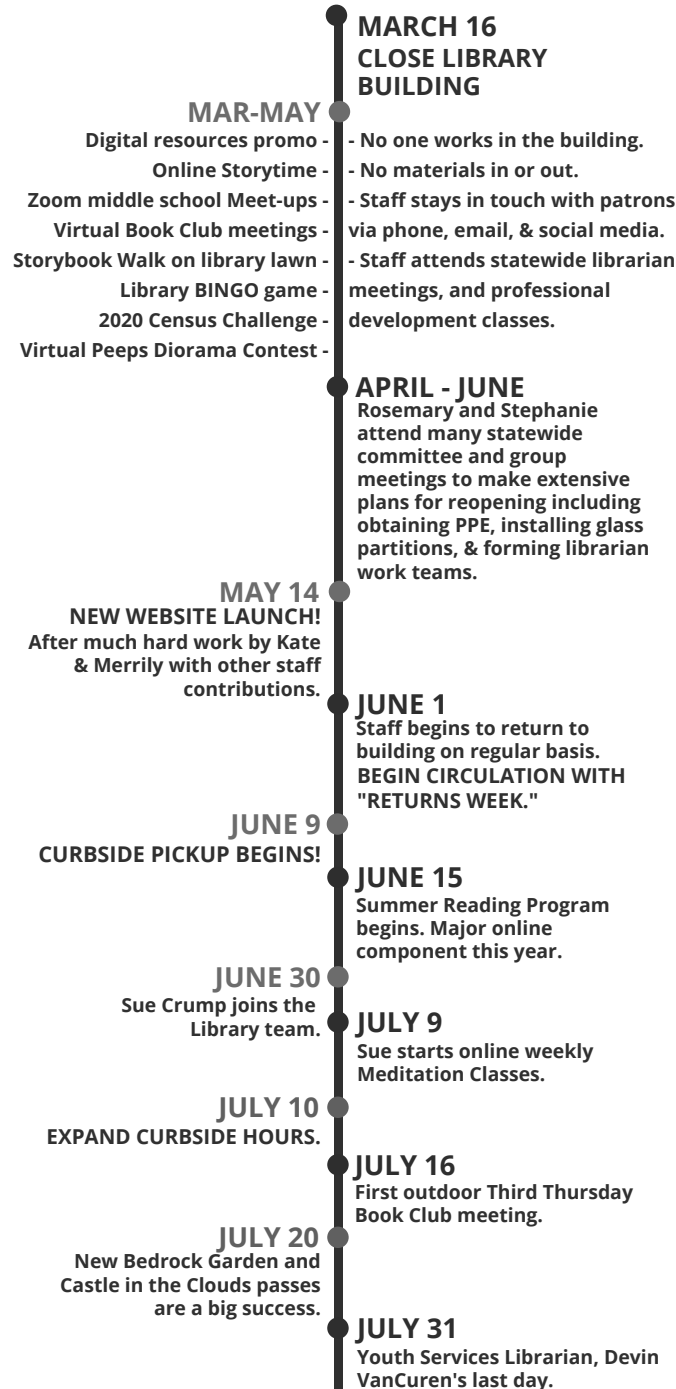 MARCH 16
CLOSE LIBRARY
BUILDING
MAR-MAY
Digital resources promo -
Online Storytime -
Zoom middle school Meet-ups -
Virtual Book Club meetings -
Storybook Walk on library lawn -
Library BINGO game -
2020 Census Challenge -
Virtual Peeps Diorama Contest -
- No one works in the building.
- No materials in or out.
- Staff stays in touch with patrons
via phone, email, & social media.
- Staff attends statewide librarian
meetings, and professional
development classes.
APRIL - JUNE
Rosemary and Stephanie
attend many statewide
committee and group
meetings to make extensive
plans for reopening including
obtaining PPE, installing glass
partitions, & forming librarian
work teams.
MAY 14
NEW WEBSITE LAUNCH!
After much hard work by Kate
& Merrily with other staff
contributions.
JUNE 1
Staff begins to return to
building on regular basis.
BEGIN CIRCULATION WITH
"RETURNS WEEK."
JUNE 9
CURBSIDE PICKUP BEGINS!
JUNE 15
Summer Reading Program
begins. Major online
component this year.
JUNE 30
Sue Crump joins the
Library team.
JULY 9
Sue starts online weekly
Meditation Classes.
JULY 10
EXPAND CURBSIDE HOURS.
JULY 16
First outdoor Third Thursday
Book Club meeting.
JULY 20
New Bedrock Garden and
Castle in the Clouds passes
are a big success.
JULY 31
Youth Services Librarian, Devin
VanCuren's last day.